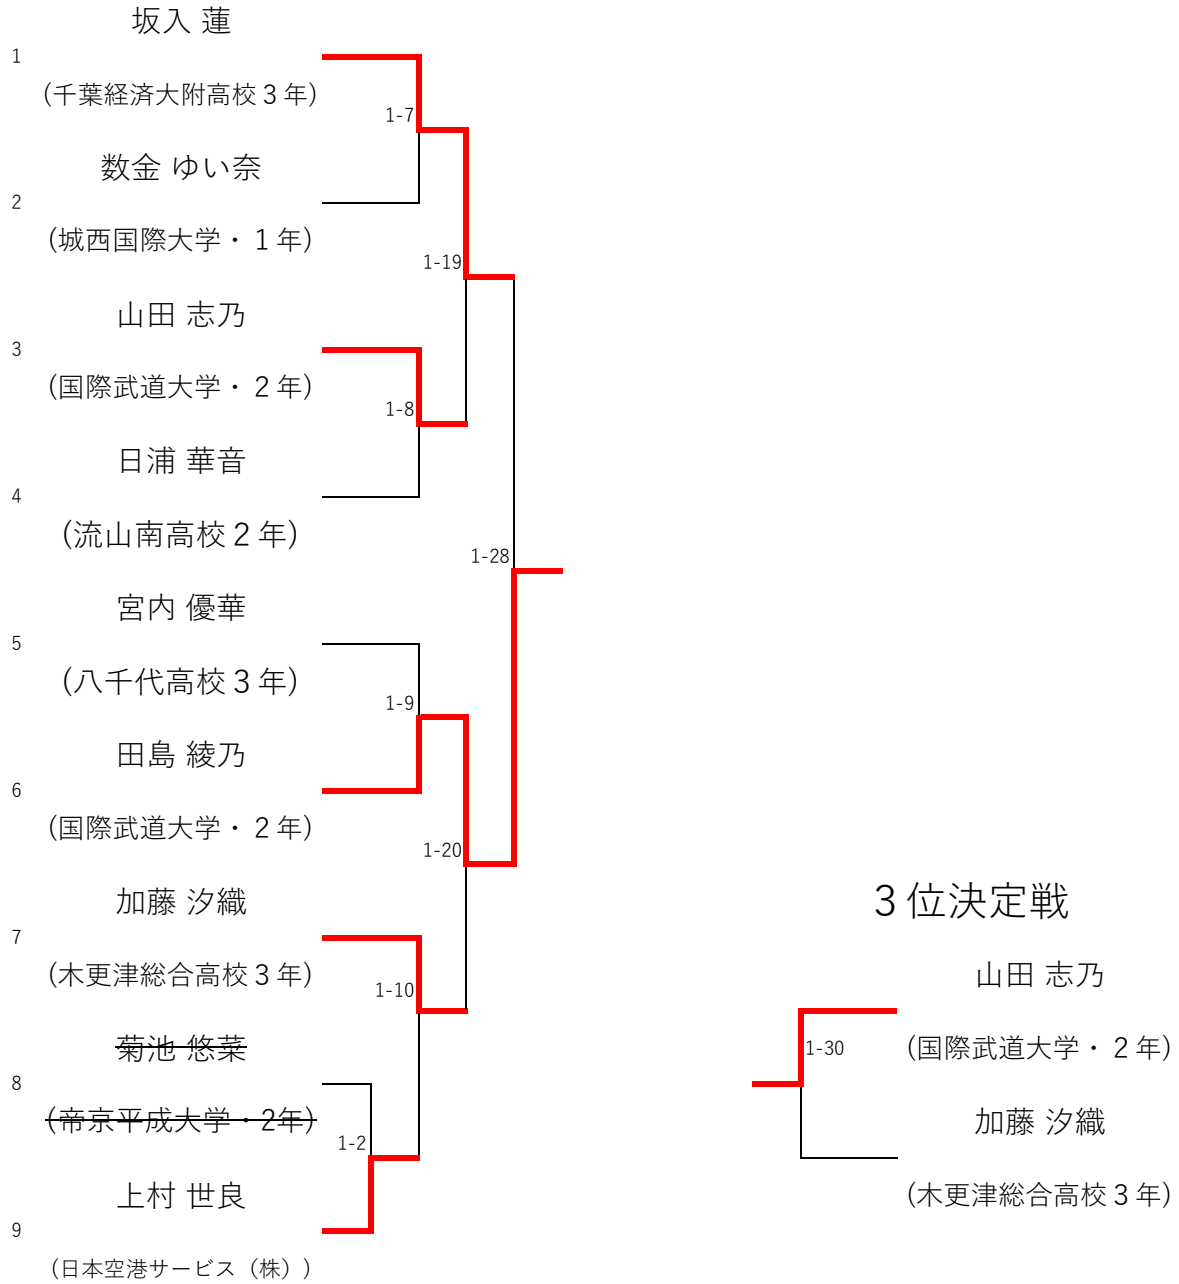 坂入 蓮
1
(千葉経済大附高校３年)
1-7
数金 ゆい奈
2
(城西国際大学・１年)
1-19
山田 志乃
3
(国際武道大学・２年)
1-8
日浦 華音
4
(流山南高校２年)
1-28
宮内 優華
5
(八千代高校３年)
1-9
田島 綾乃
6
(国際武道大学・２年)
1-20
加藤 汐織
7
(木更津総合高校３年)
1-10
菊池 悠菜
8
(帝京平成大学・2年)
1-2
上村 世良
9
(日本空港サービス（株）)
３位決定戦
山田 志乃
1-30
(国際武道大学・２年)
加藤 汐織
(木更津総合高校３年)